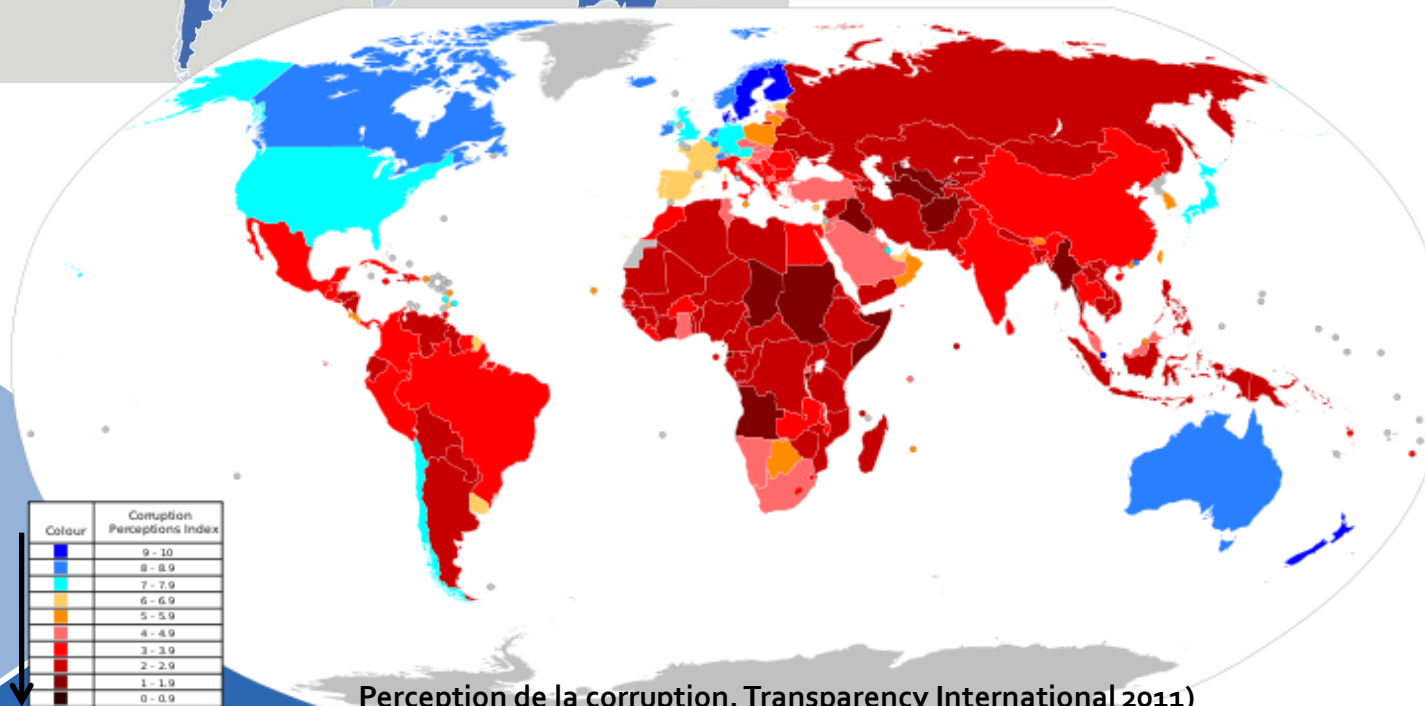 Colour
Corruption
Perceptions Index
9 - 10
8 - 8.9
7 - 7.9
6 - 6.9
5 - 5.9
4 - 4.9
3 - 3.9
2 - 2.9
1 - 1.9
0 - 0.9
Perception de la corruption, Transparency International 2011)